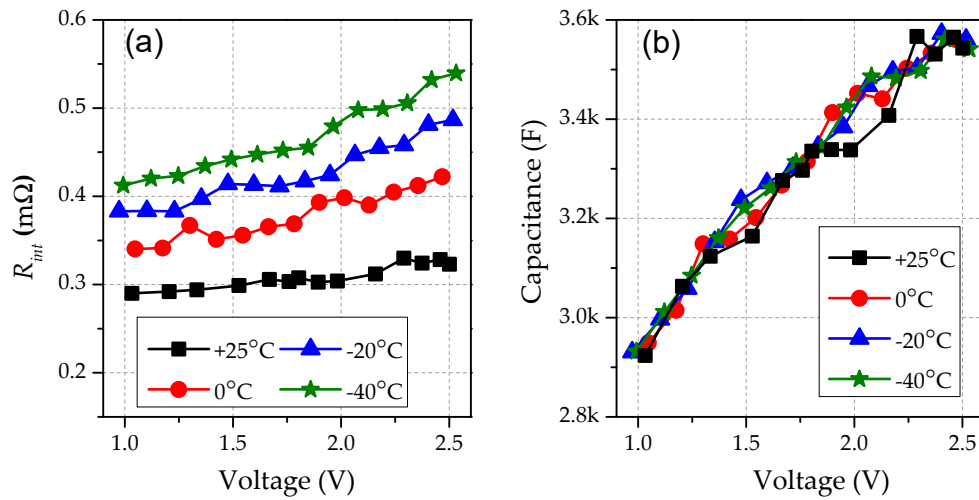 (a)
0.6
0.5
0.4
0.3
0.2
R_int (mΩ)
+25°C
-20°C
0°C
-40°C
1.0 1.5 2.0 2.5
Voltage (V)
(b)
3.6k
3.4k
3.2k
3.0k
2.8k
Capacitance (F)
+25°C
0°C
-20°C
-40°C
1.0 1.5 2.0 2.5
Voltage (V)